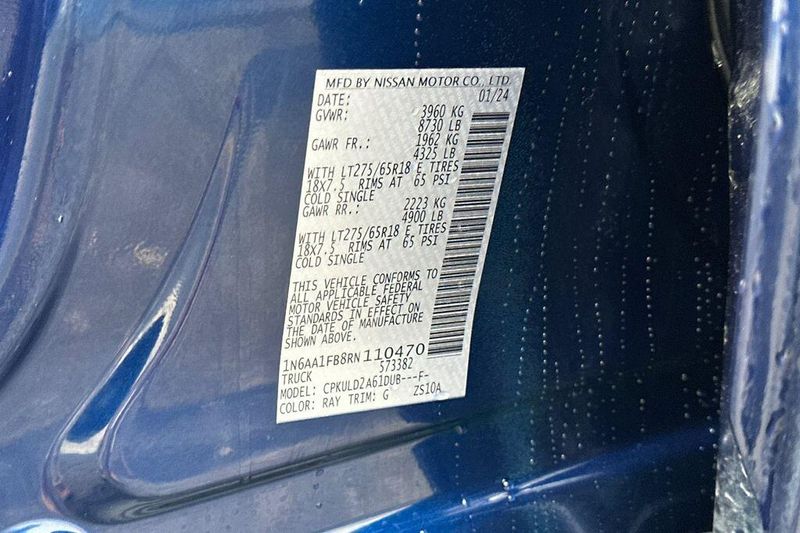 MFD BY NISSAN MOTOR CO., LTD.
DATE: 01/24
GVWR: 3960 KG
8730 LB
GAWR FR.: 1962 KG
4325 LB
WITH LT275/65R18 E TIRES
18X7.5 RIMS AT 65 PSI
COLD SINGLE
GAWR RR.: 2223 KG
4900 LB
WITH LT275/65R18 E TIRES
18X7.5 RIMS AT 65 PSI
COLD SINGLE
THIS VEHICLE CONFORMS TO
ALL APPLICABLE FEDERAL
MOTOR VEHICLE SAFETY
STANDARDS IN EFFECT ON
THE DATE OF MANUFACTURE
SHOWN ABOVE.
1N6AA1FB8RN110470
TRUCK 573382
MODEL: CPKULD2A61DUB---F-
COLOR: RAY TRIM: G ZS10A